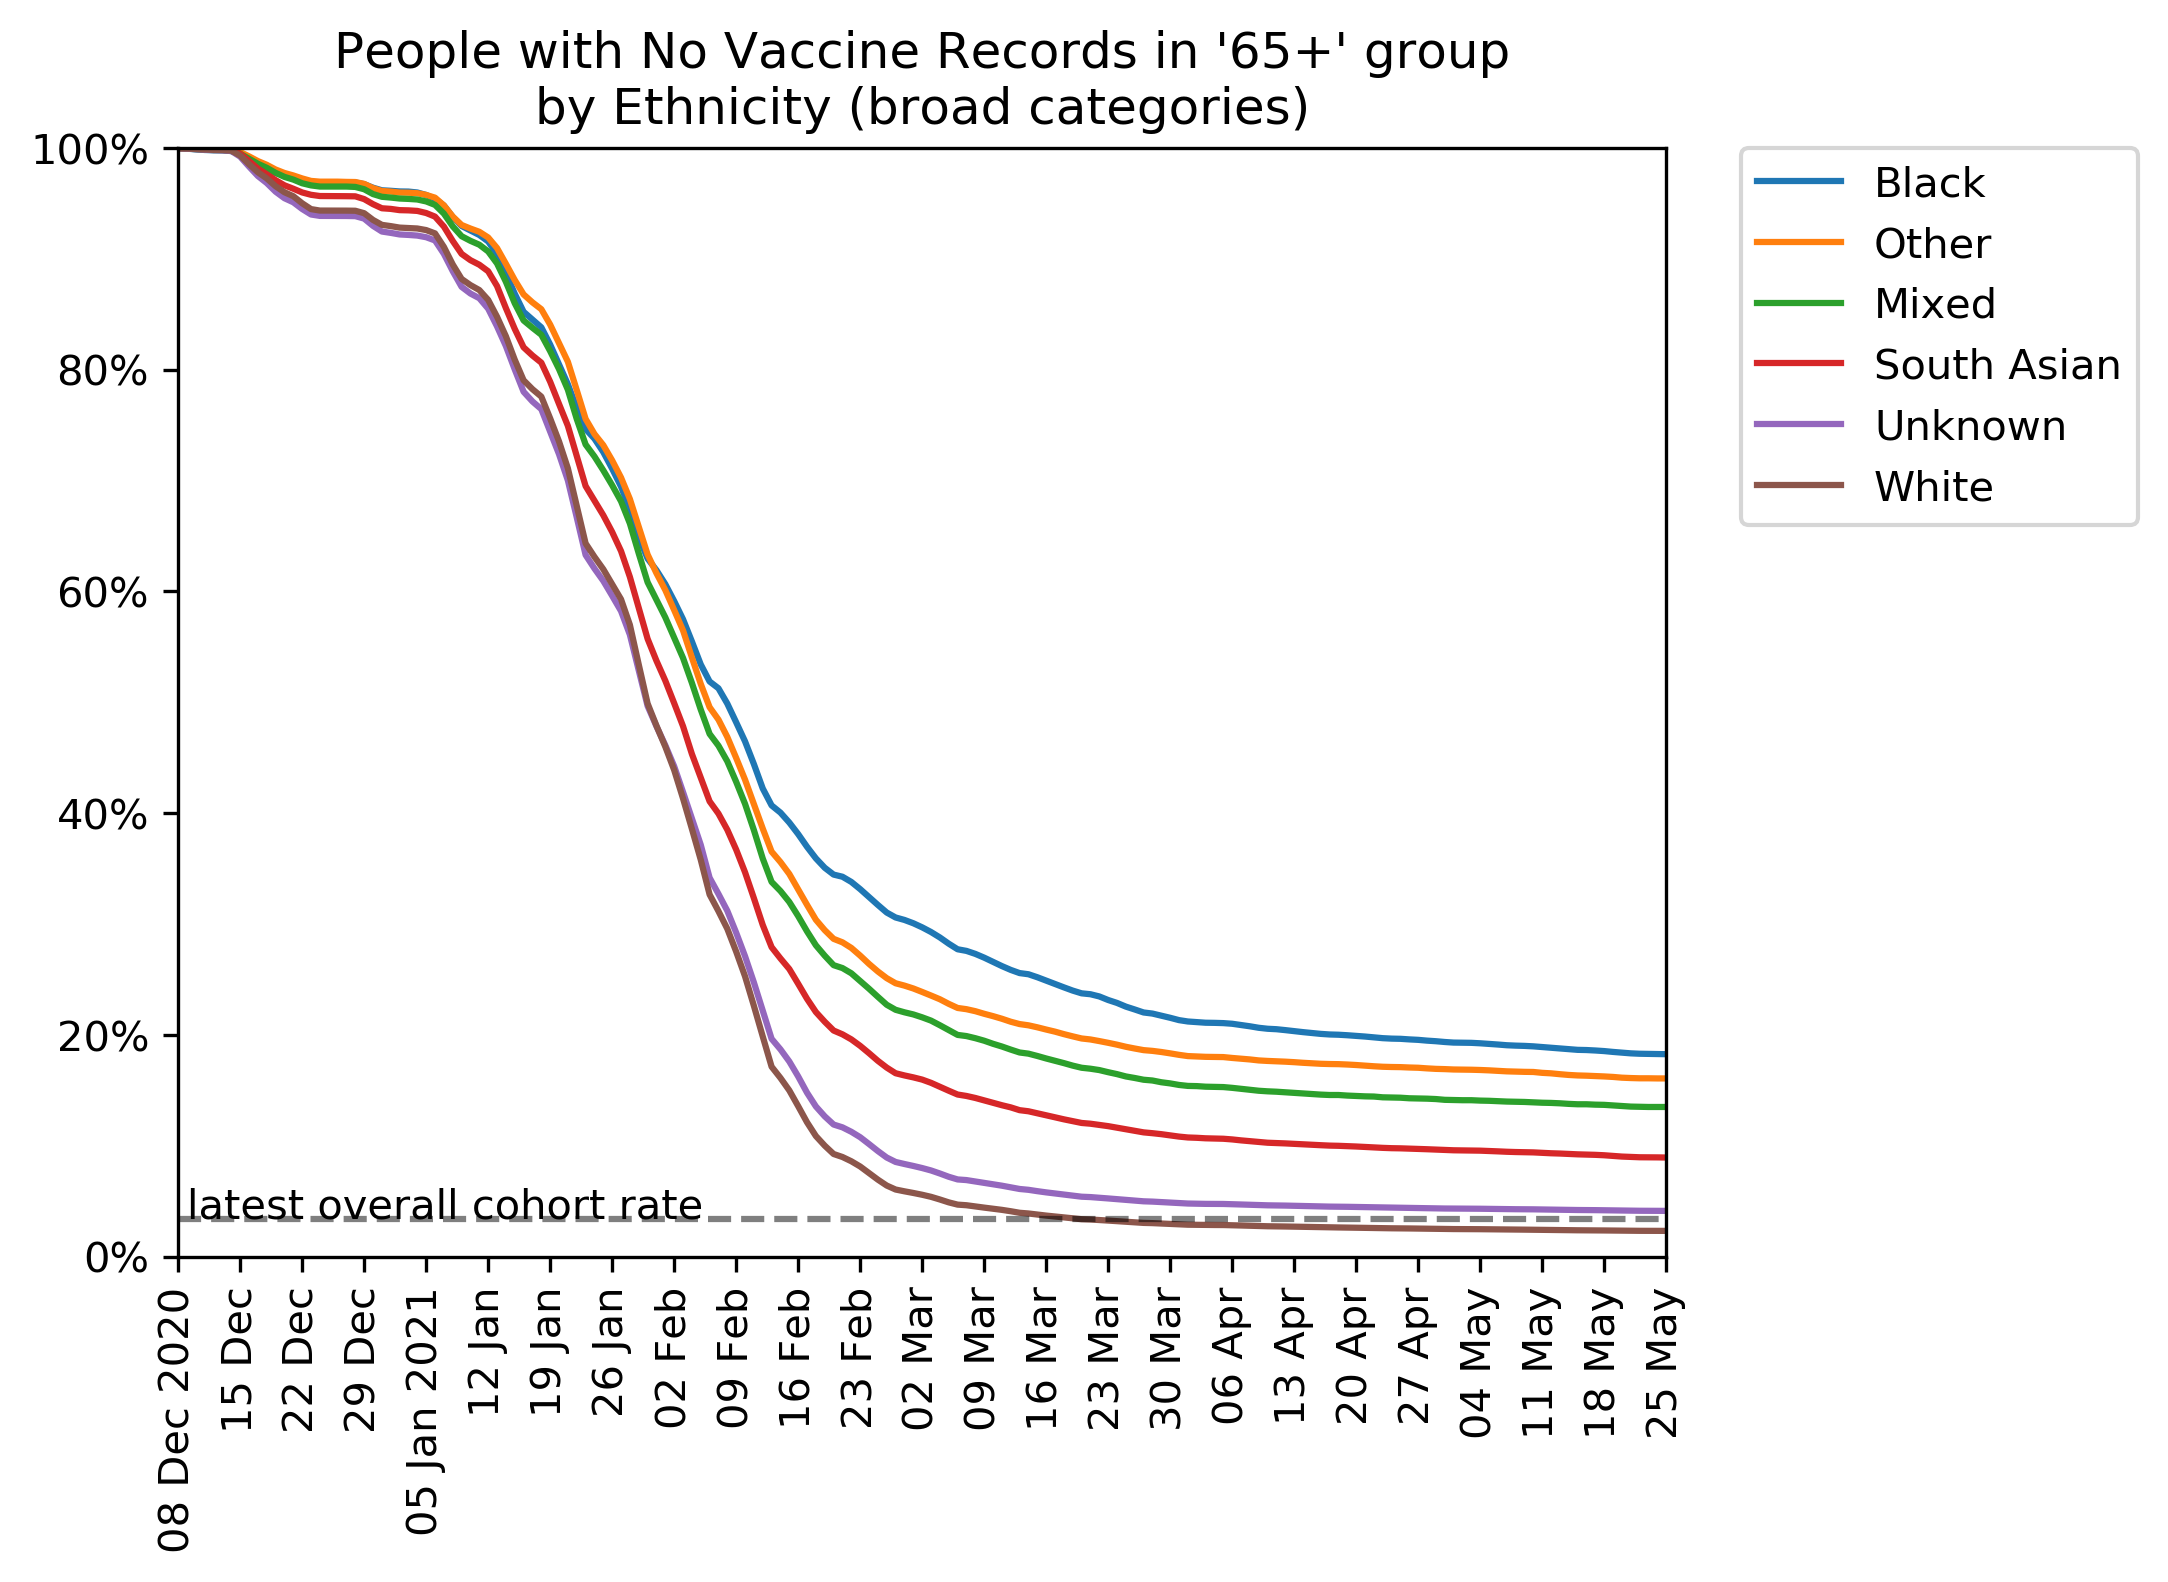 People with No Vaccine Records in '65+' group
by Ethnicity (broad categories)
100%
80%
60%
40%
20%
0%
latest overall cohort rate
08 Dec 2020
15 Dec
22 Dec
29 Dec
05 Jan 2021
12 Jan
19 Jan
26 Jan
02 Feb
09 Feb
16 Feb
23 Feb
02 Mar
09 Mar
16 Mar
23 Mar
30 Mar
06 Apr
13 Apr
20 Apr
27 Apr
04 May
11 May
18 May
25 May
Black
Other
Mixed
South Asian
Unknown
White